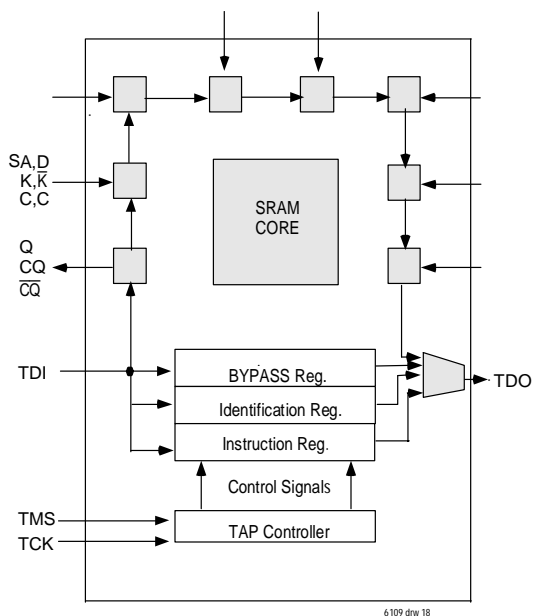 SA,D
K,K̅
C,C
SRAM
CORE
Q
CQ
C̅Q̅
TDI
BYPASS Reg.
TDO
Identification Reg.
Instruction Reg.
Control Signals
TMS
TCK
TAP Controller
6109 drw 18